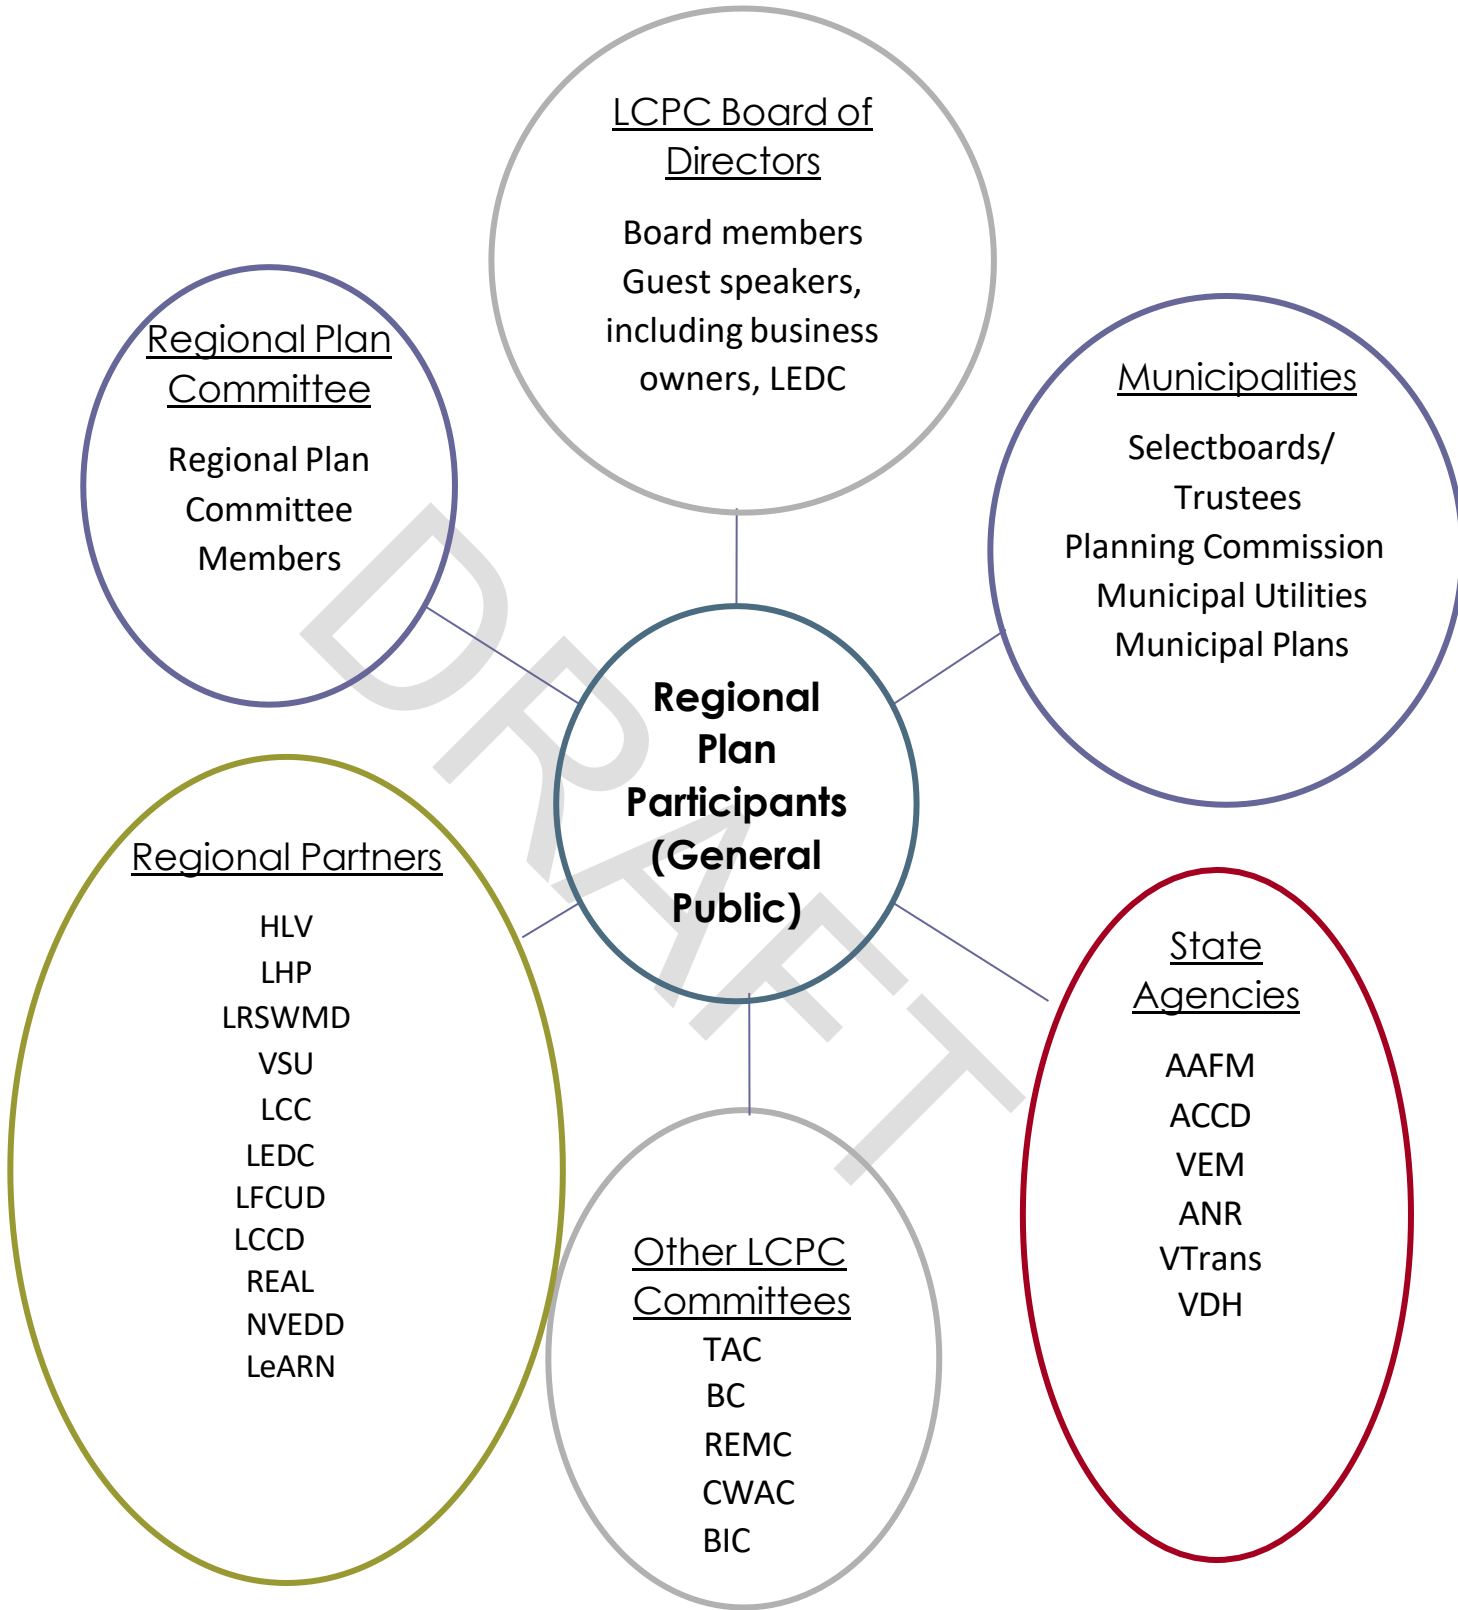 LCPC Board of
Directors
Board members
Guest speakers,
including business
owners, LEDC
Regional Plan
Committee
Regional Plan
Committee
Members
Municipalities
Selectboards/
Trustees
Planning Commission
Municipal Utilities
Municipal Plans
Regional
Plan
Participants
(General
Public)
Regional Partners
HLV
LHP
LRSWMD
VSU
LCC
LEDC
LFCUD
LCCD
REAL
NVEDD
LeARN
State
Agencies
AAFM
ACCD
VEM
ANR
VTrans
VDH
Other LCPC
Committees
TAC
BC
REMC
CWAC
BIC
DRAFT